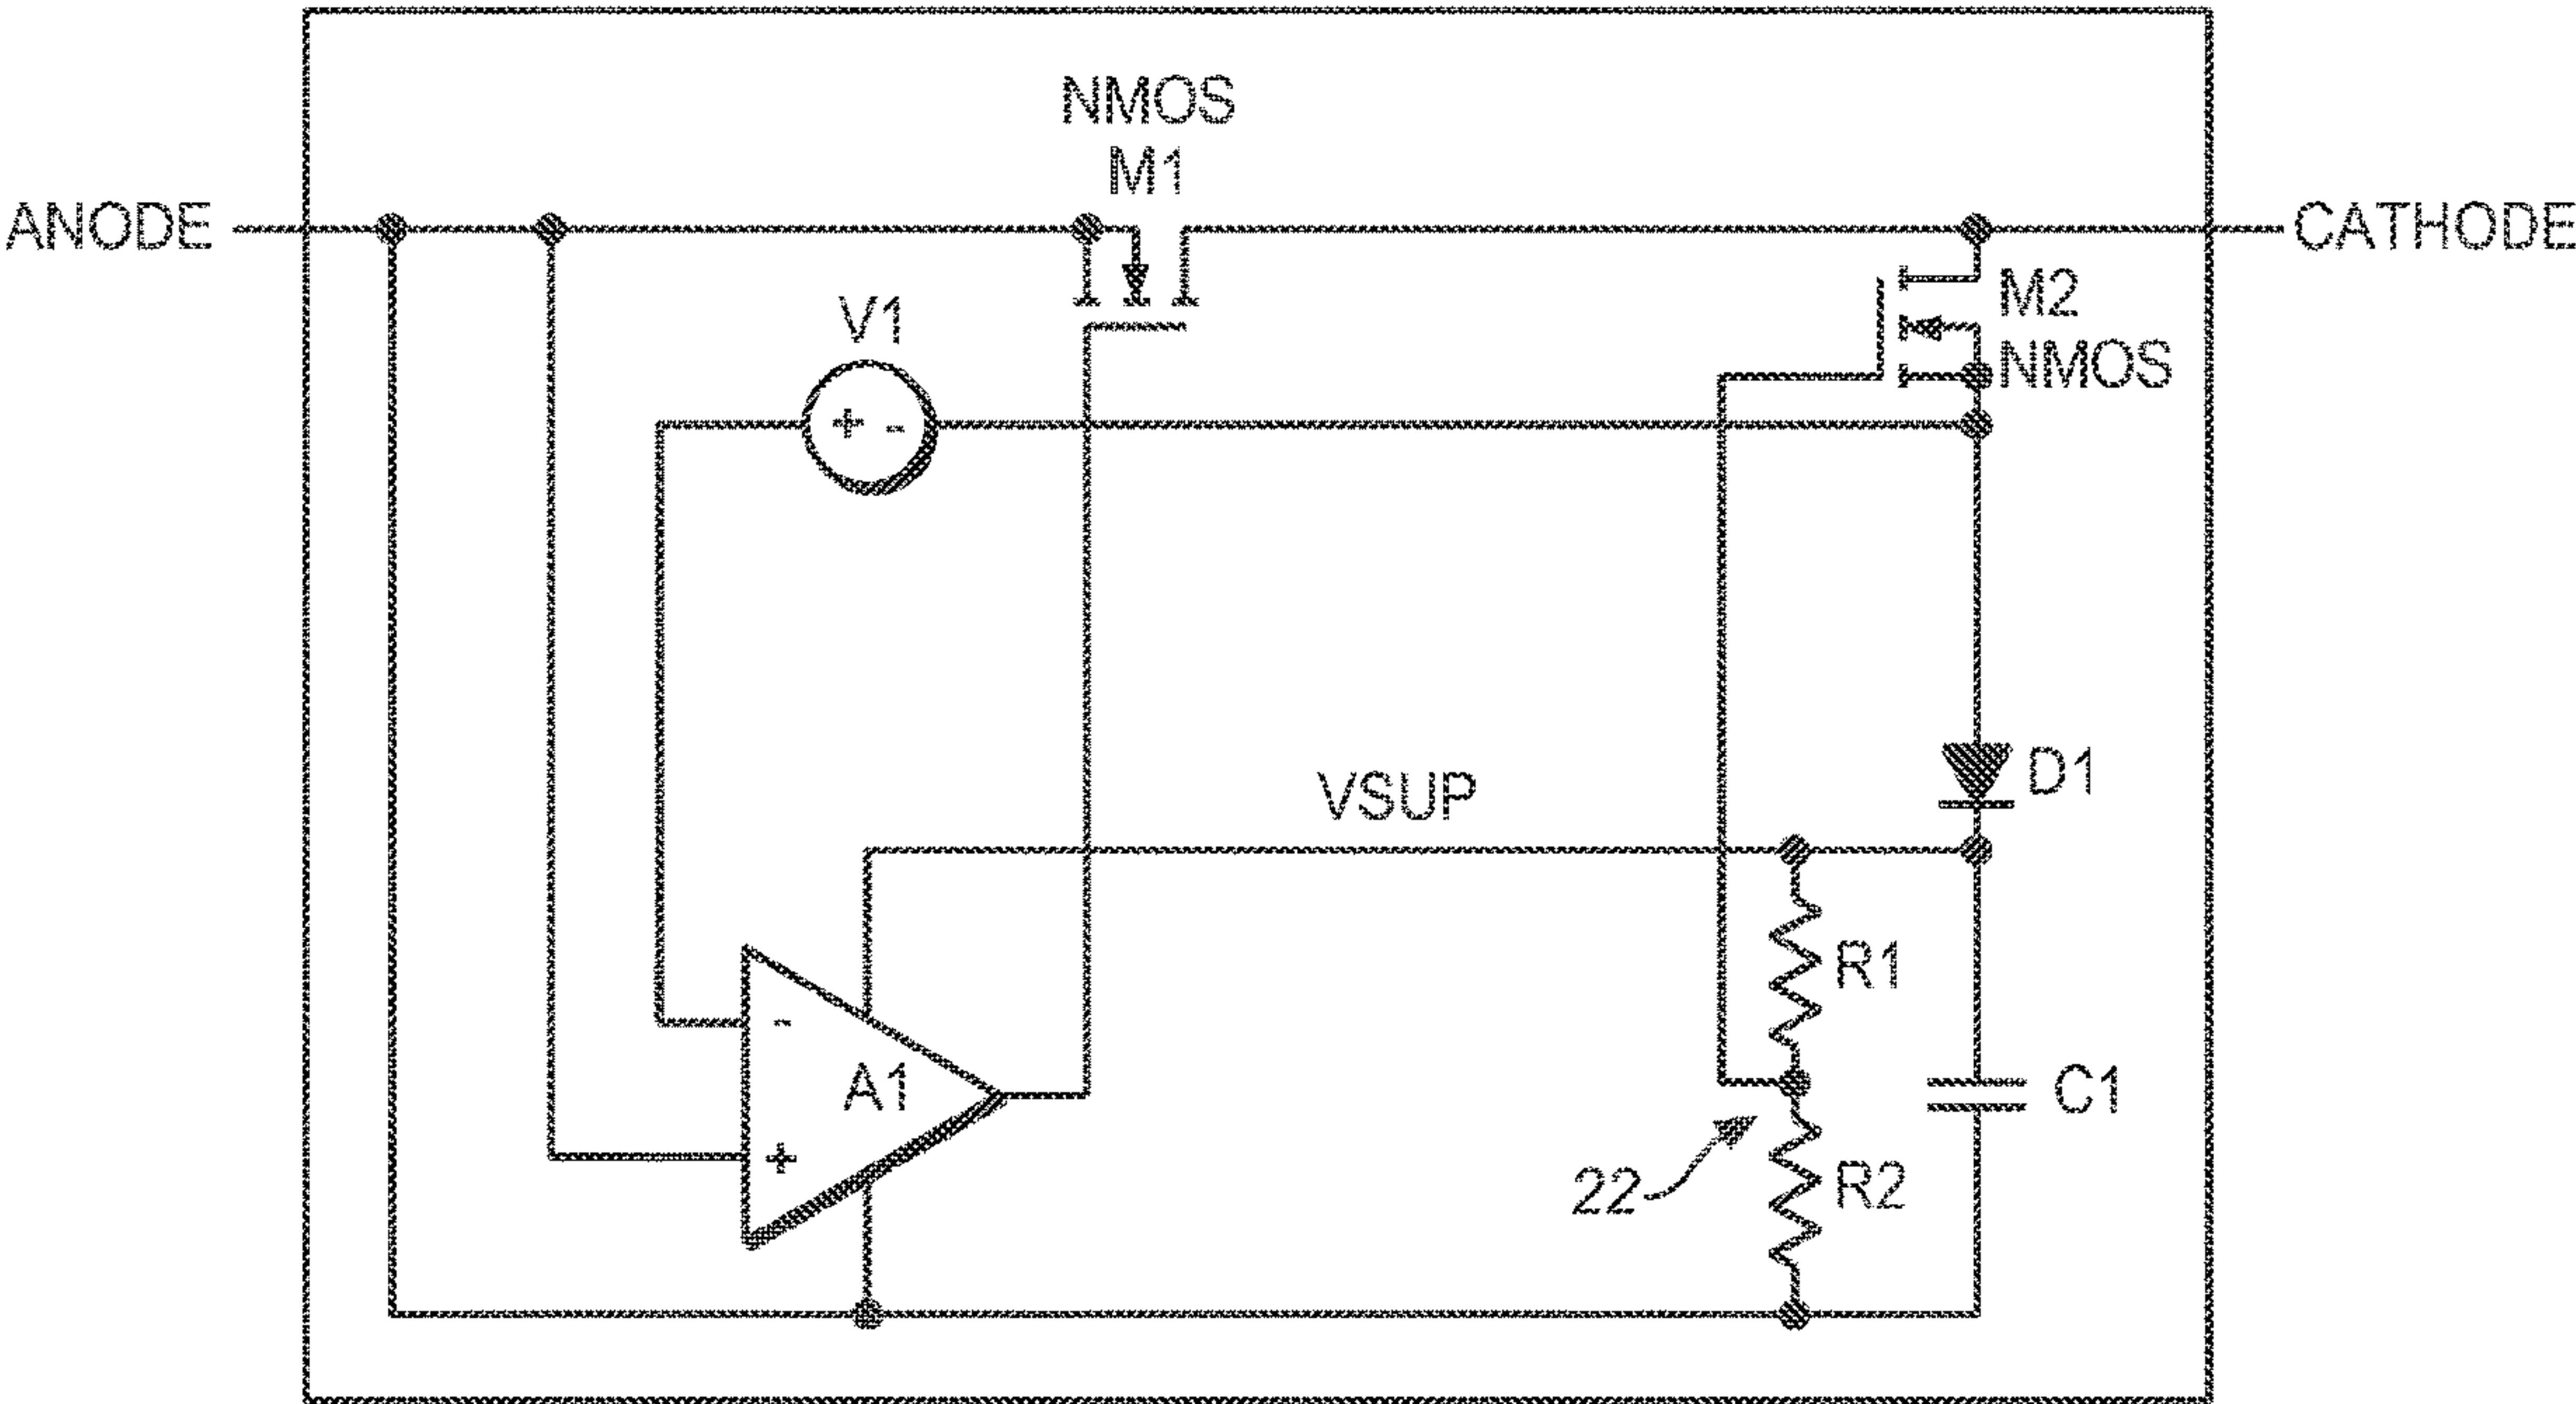 NMOS
M1
ANODE
CATHODE
V1
+ -
M2
NMOS
D1
VSUP
R1
-
A1
+
C1
22
R2